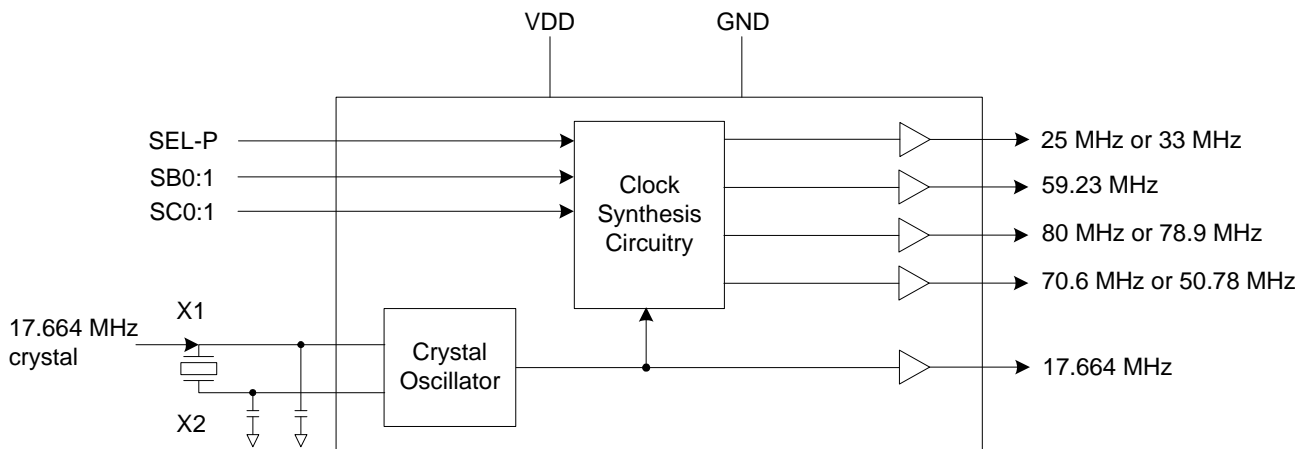 VDD
GND
SEL-P
SB0:1
SC0:1
Clock
Synthesis
Circuitry
25 MHz or 33 MHz
59.23 MHz
80 MHz or 78.9 MHz
70.6 MHz or 50.78 MHz
X1
17.664 MHz
crystal
X2
Crystal
Oscillator
17.664 MHz